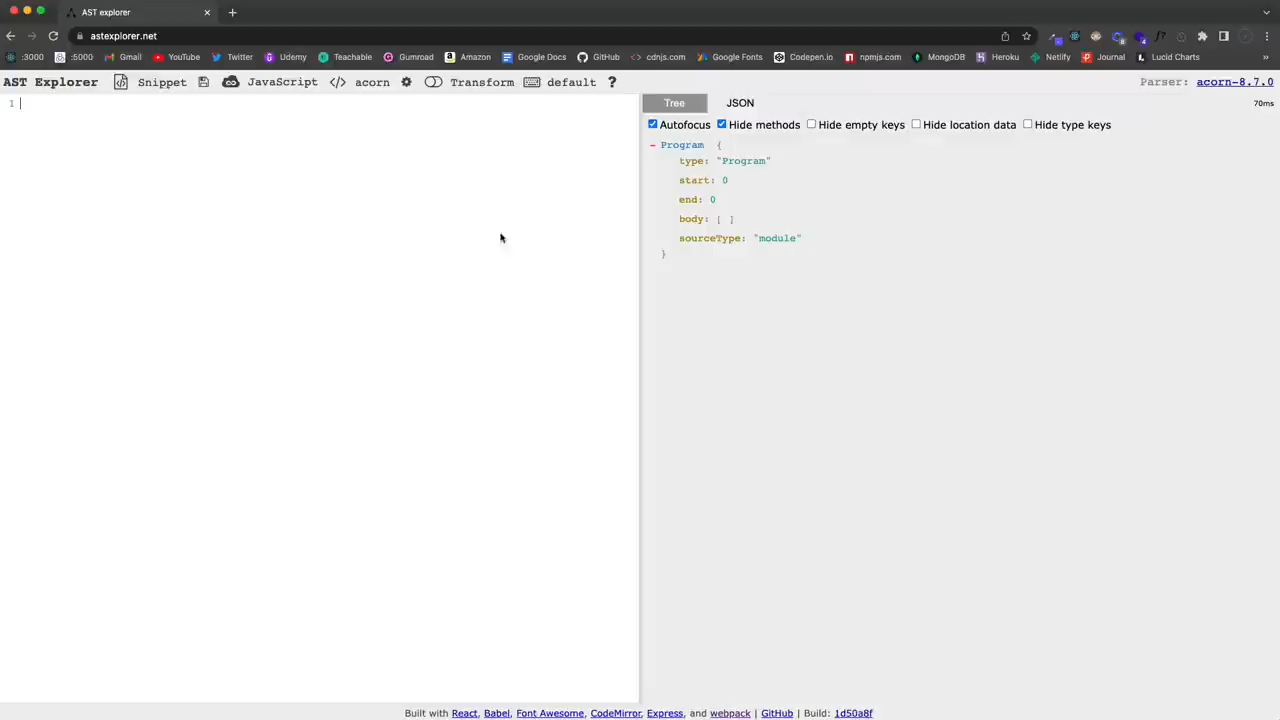 AST explorer
astexplorer.net
:3000 :5000 Gmail YouTube Twitter Udemy Teachable Gumroad Amazon Google Docs GitHub cdnjs.com Google Fonts Codepen.io npmjs.com MongoDB Heroku Netlify Journal Lucid Charts »
AST Explorer Snippet JavaScript </> acorn Transform default ? Parser: acorn-8.7.0
1
Tree JSON 70ms
Autofocus Hide methods Hide empty keys Hide location data Hide type keys
- Program {
type: "Program"
start: 0
end: 0
body: [ ]
sourceType: "module"
}
Built with React, Babel, Font Awesome, CodeMirror, Express, and webpack | GitHub | Build: 1d50a8f